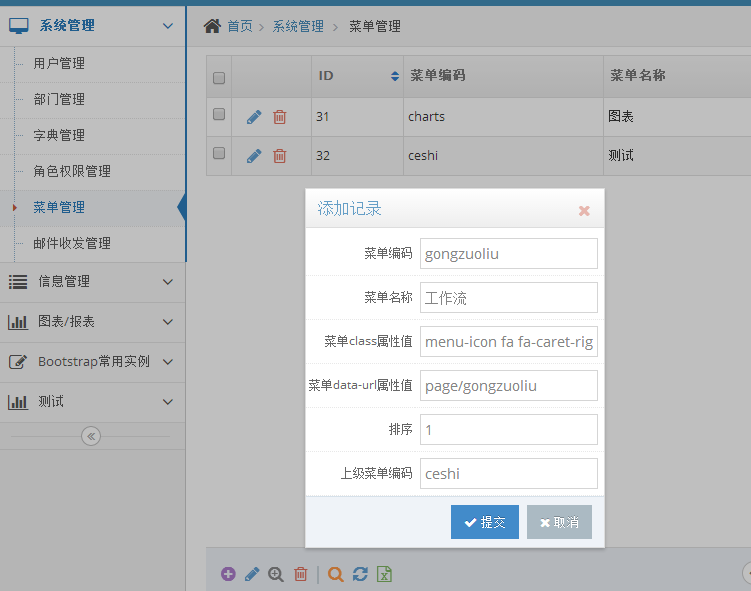 系统管理
用户管理
部门管理
字典管理
角色权限管理
菜单管理
邮件收发管理
信息管理
图表/报表
Bootstrap常用实例
测试
首页 > 系统管理 > 菜单管理
ID 菜单编码 菜单名称
31 charts 图表
32 ceshi 测试
添加记录
菜单编码 gongzuoliu
菜单名称 工作流
菜单class属性值 menu-icon fa fa-caret-rig
菜单data-url属性值 page/gongzuoliu
排序 1
上级菜单编码 ceshi
提交 取消